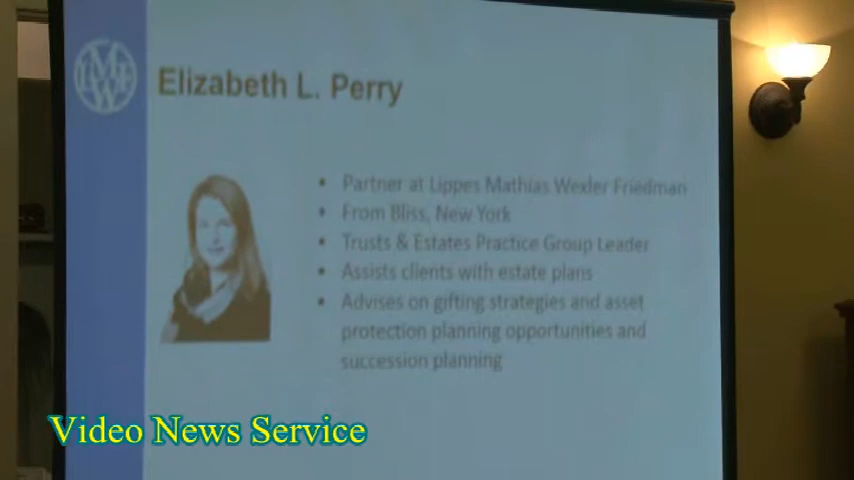 Elizabeth L. Perry
• Partner at Lippes Mathias Wexler Friedman
• From Bliss, New York
• Trusts & Estates Practice Group Leader
• Assists clients with estate plans
• Advises on gifting strategies and asset
protection planning opportunities and
succession planning
Video News Service